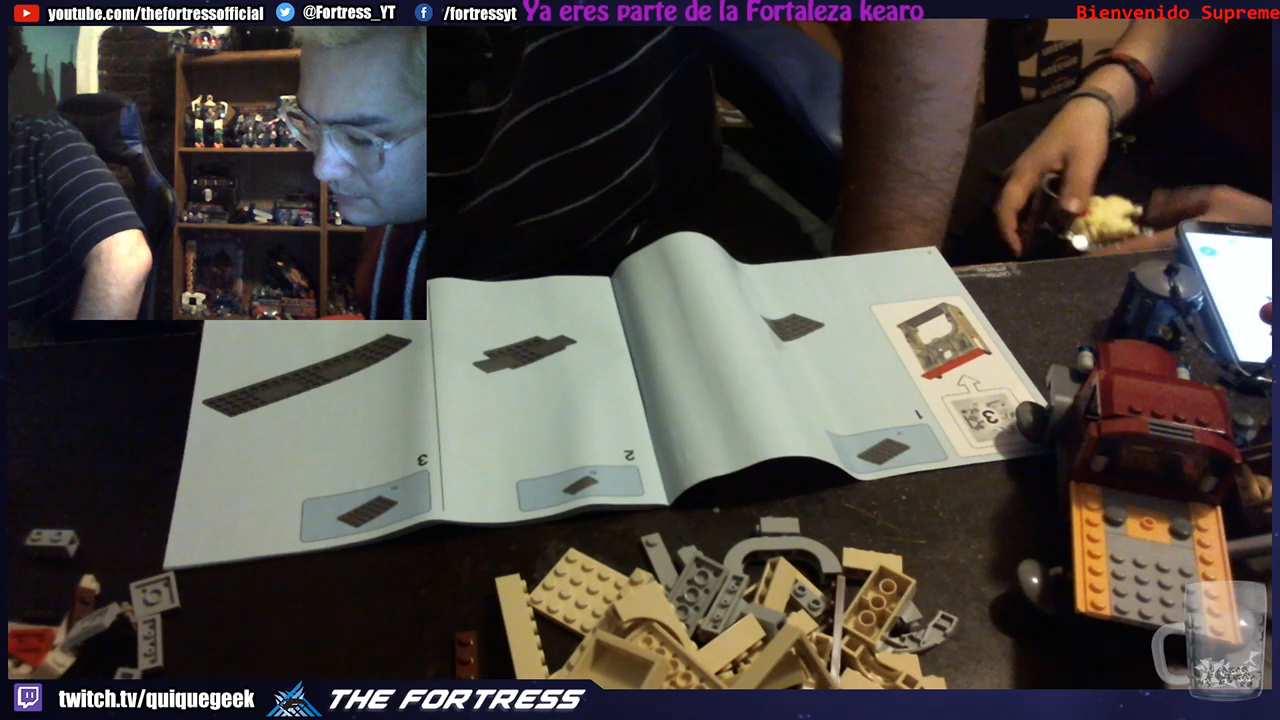 youtube.com/thefortressofficial @Fortress_YT /fortressyt Ya eres parte de la Fortaleza kearo Bienvenido Supreme
3
1
2
3
twitch.tv/quiquegeek THE FORTRESS